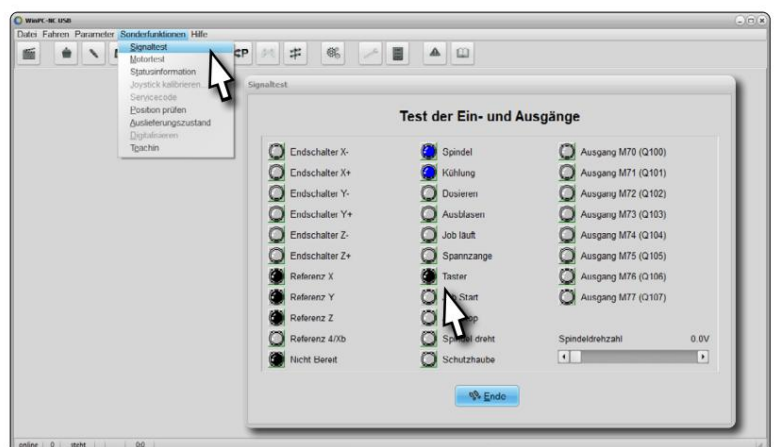 WinPC-NC USB
Datei Fahren Parameter Sonderfunktionen Hilfe
Signaltest
Motortest
Statusinformation
Joystick kalibrieren...
Servicecode
Position prüfen
Auslieferungszustand
Digitalisieren
Teachin
Signaltest
Test der Ein- und Ausgänge
Endschalter X-
Endschalter X+
Endschalter Y-
Endschalter Y+
Endschalter Z-
Endschalter Z+
Referenz X
Referenz Y
Referenz Z
Referenz 4/Xb
Nicht Bereit
Spindel
Kühlung
Dosieren
Ausblasen
Job läuft
Spannzange
Taster
Start
op
Spindel dreht
Schutzhaube
Ausgang M70 (Q100)
Ausgang M71 (Q101)
Ausgang M72 (Q102)
Ausgang M73 (Q103)
Ausgang M74 (Q104)
Ausgang M75 (Q105)
Ausgang M76 (Q106)
Ausgang M77 (Q107)
Spindeldrehzahl 0.0V
Ende
online 0 steht 0/0